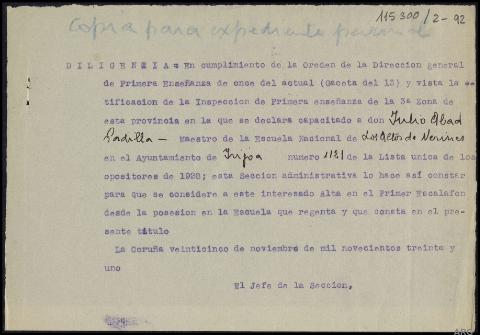 115300/2-92
Copia para expediente personal
DILIGENCIA: En cumplimiento de la Oreden de la Direccion general
de Primera Enseñanza de once del actual (Gaceta del 13) y vista la ce-
tificacion de la Inspeccion de Primera enseñanza de la 3ª Zona de
esta provincia en la que se declara capacitado a don Julio Abad
Padilla — Maestro de la Escuela Nacional de Los Altos de Nerines
en el Ayuntamiento de Irijoa numero 1121 de la Lista unica de los
opositores de 1928; esta Seccion administrativa lo hace así constar
para que se considere a este interesado Alta en el Primer Escalafon
desde la posesion en la Escuela que regenta y que consta en el pre-
sente titulo
La Coruña veinticinco de noviembre de mil novecientos treinta y
uno
El Jefe de la Seccion,